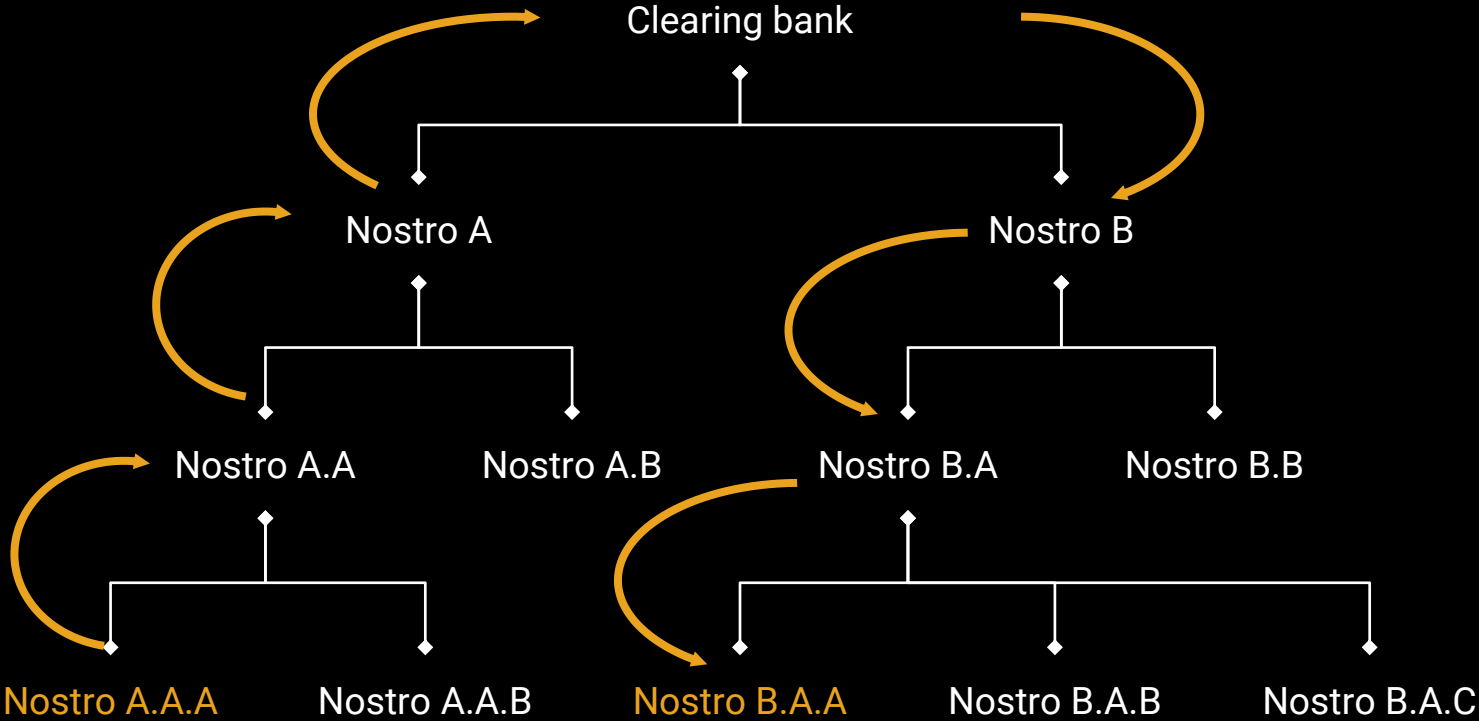 Clearing bank
Nostro A
Nostro B
Nostro A.A
Nostro A.B
Nostro B.A
Nostro B.B
Nostro A.A.A
Nostro A.A.B
Nostro B.A.A
Nostro B.A.B
Nostro B.A.C